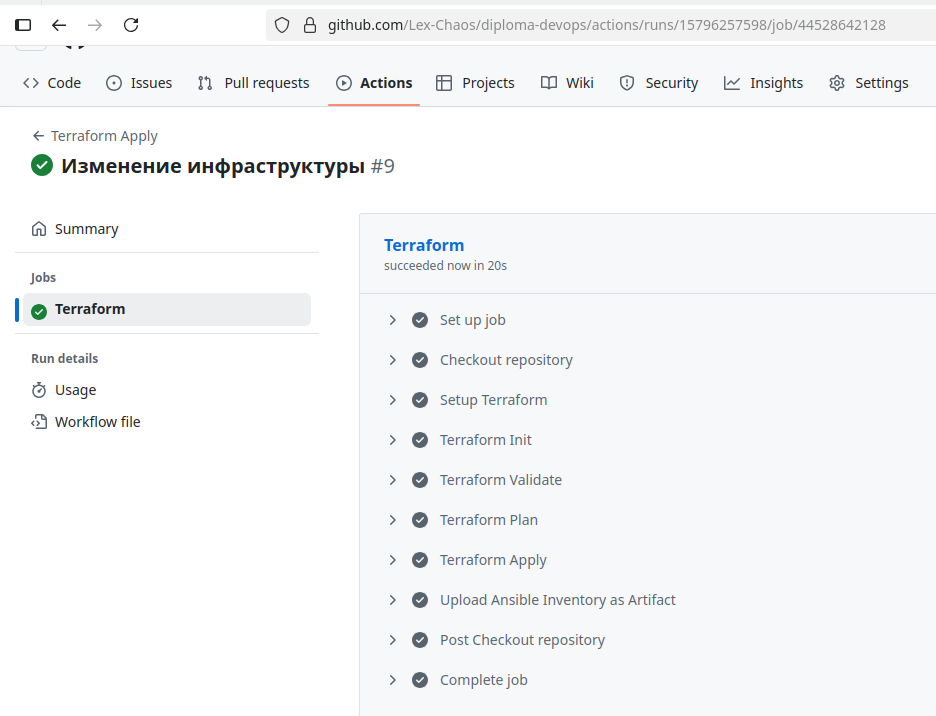 github.com/Lex-Chaos/diploma-devops/actions/runs/15796257598/job/44528642128
Code Issues Pull requests Actions Projects Wiki Security Insights Settings
Terraform Apply
Изменение инфраструктуры #9
Summary
Jobs
Terraform
Run details
Usage
Workflow file
Terraform
succeeded now in 20s
Set up job
Checkout repository
Setup Terraform
Terraform Init
Terraform Validate
Terraform Plan
Terraform Apply
Upload Ansible Inventory as Artifact
Post Checkout repository
Complete job